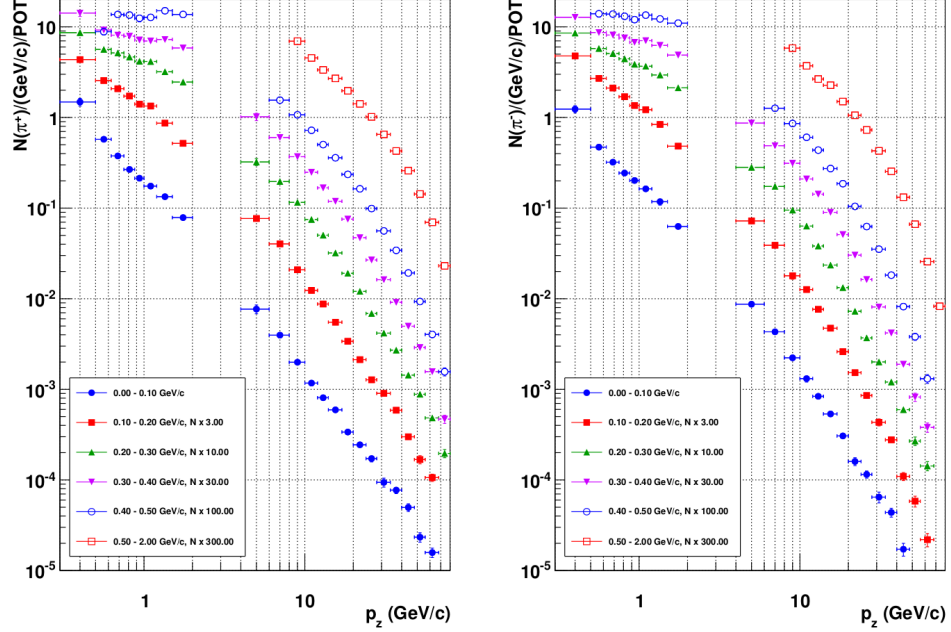 N(π⁺)/(GeV/c)/POT
10
1
10⁻¹
10⁻²
10⁻³
10⁻⁴
10⁻⁵
0.00 - 0.10 GeV/c
0.10 - 0.20 GeV/c, N x 3.00
0.20 - 0.30 GeV/c, N x 10.00
0.30 - 0.40 GeV/c, N x 30.00
0.40 - 0.50 GeV/c, N x 100.00
0.50 - 2.00 GeV/c, N x 300.00
1
10
p_z (GeV/c)
N(π⁻)/(GeV/c)/POT
10
1
10⁻¹
10⁻²
10⁻³
10⁻⁴
10⁻⁵
0.00 - 0.10 GeV/c
0.10 - 0.20 GeV/c, N x 3.00
0.20 - 0.30 GeV/c, N x 10.00
0.30 - 0.40 GeV/c, N x 30.00
0.40 - 0.50 GeV/c, N x 100.00
0.50 - 2.00 GeV/c, N x 300.00
1
10
p_z (GeV/c)